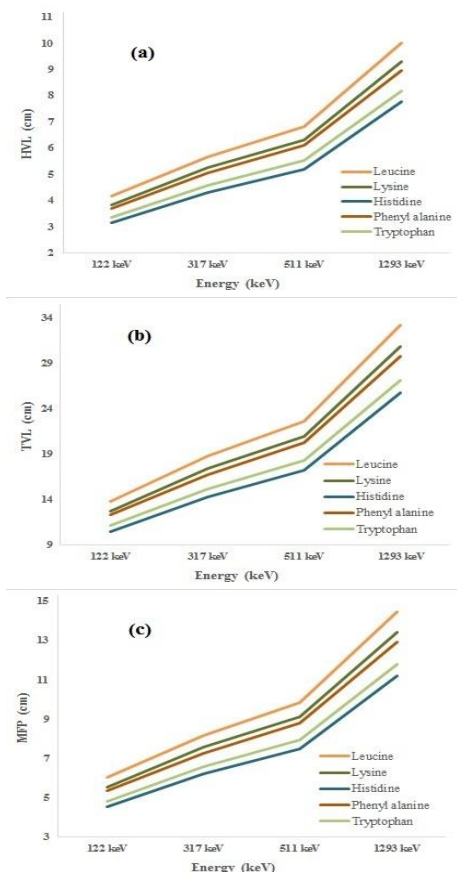 11
(a)
10
9
8
HVL (cm)
7
6
5
Leucine
Lysine
4
Histidine
Phenyl alanine
3
Tryptophan
2
122 keV 317 keV 511 keV 1293 keV
Energy (keV)
34
(b)
29
24
TVL (cm)
19
Leucine
Lysine
14
Histidine
Phenyl alanine
Tryptophan
9
122 keV 317 keV 511 keV 1293 keV
Energy (keV)
15
(c)
13
11
MFP (cm)
9
7
Leucine
Lysine
5
Histidine
Phenyl alanine
Tryptophan
3
122 keV 317 keV 511 keV 1293 keV
Energy (keV)